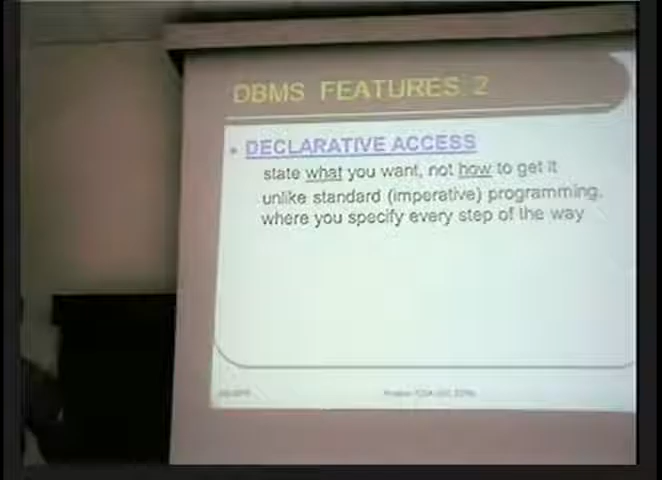 DBMS FEATURES: 2
DECLARATIVE ACCESS
state what you want, not how to get it
unlike standard (imperative) programming,
where you specify every step of the way